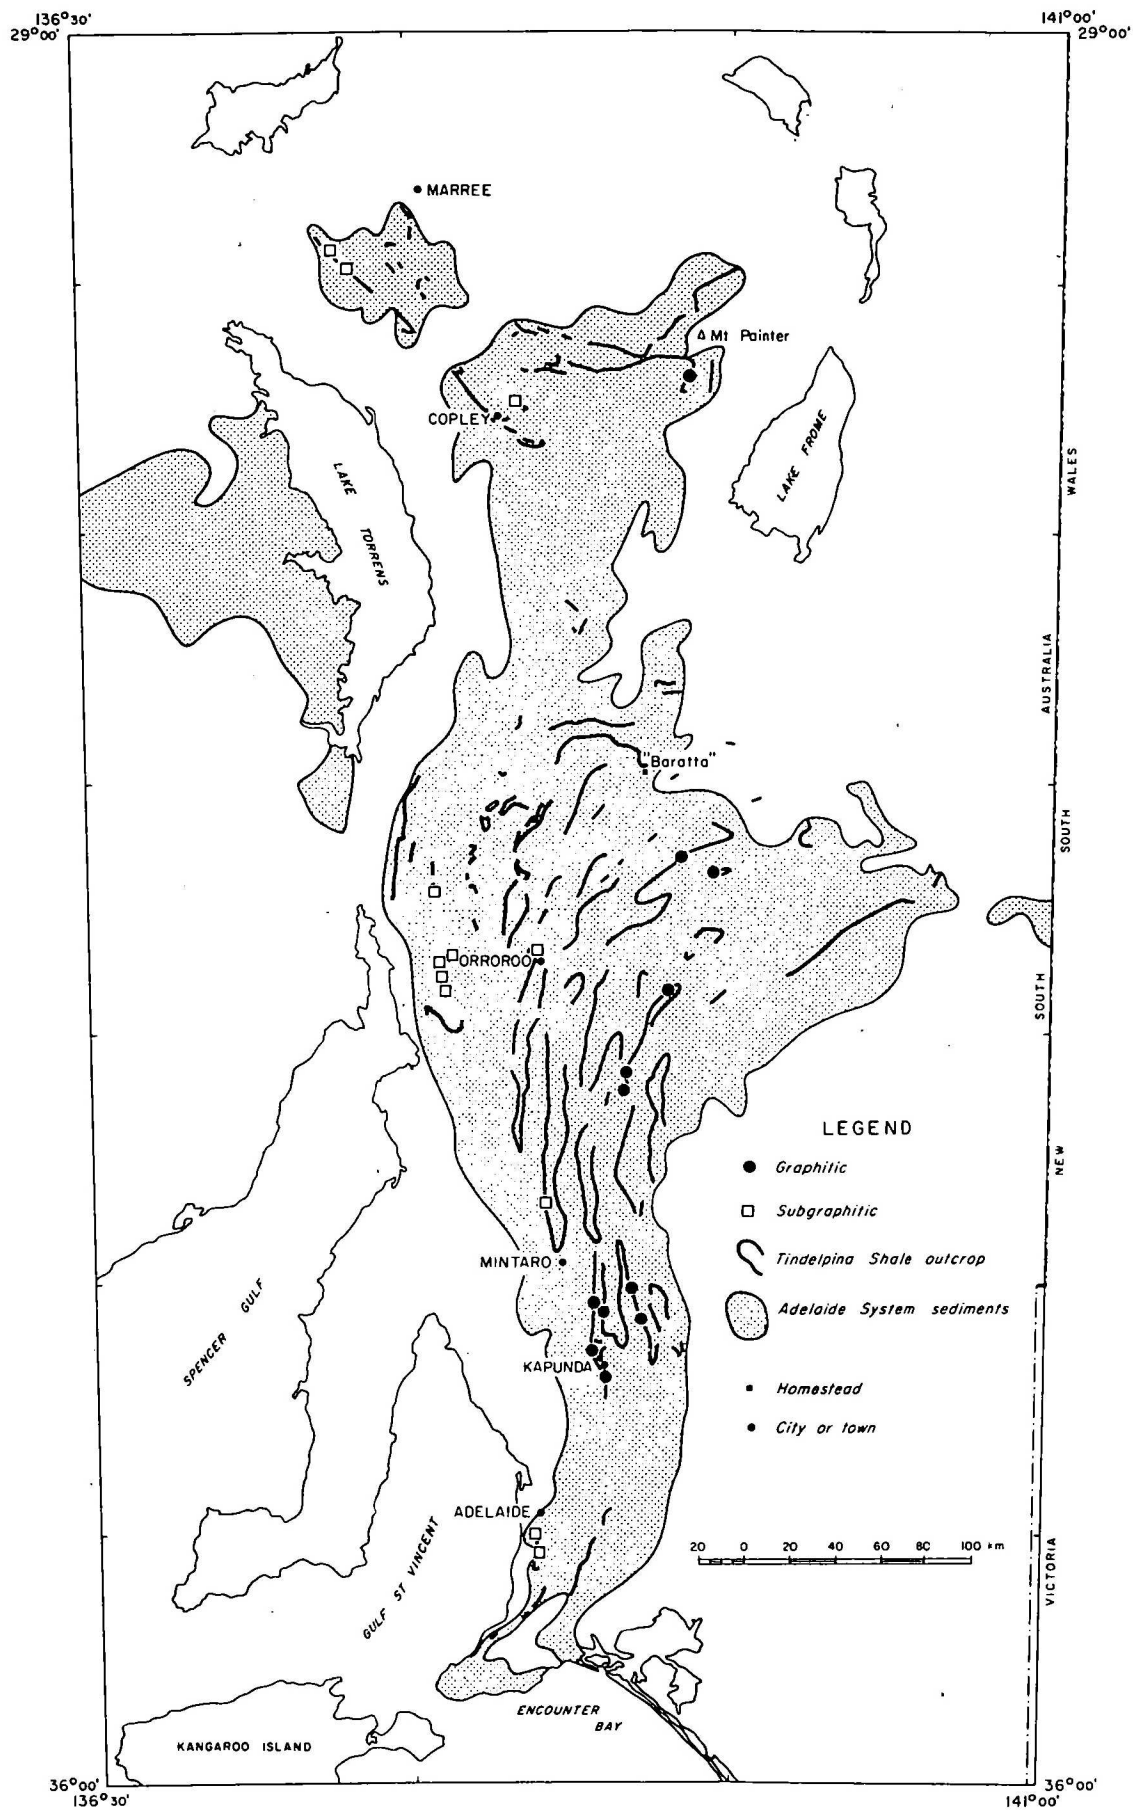 136°30'
141°00'
29°00'
29°00'
MARREE
Mt Painter
COPLEY
LAKE FROME
LAKE TORRENS
WALES
AUSTRALIA
"Baratta"
SOUTH
ORROROO
SOUTH
LEGEND
Graphitic
NEW
Subgraphitic
MINTARO
Tindelpina Shale outcrop
SPENCER GULF
Adelaide System sediments
KAPUNDA
Homestead
City or town
ADELAIDE
20 0 20 40 60 80 100 km
GULF ST VINCENT
VICTORIA
ENCOUNTER
BAY
KANGAROO ISLAND
36°00'
36°00'
136°30'
141°00'